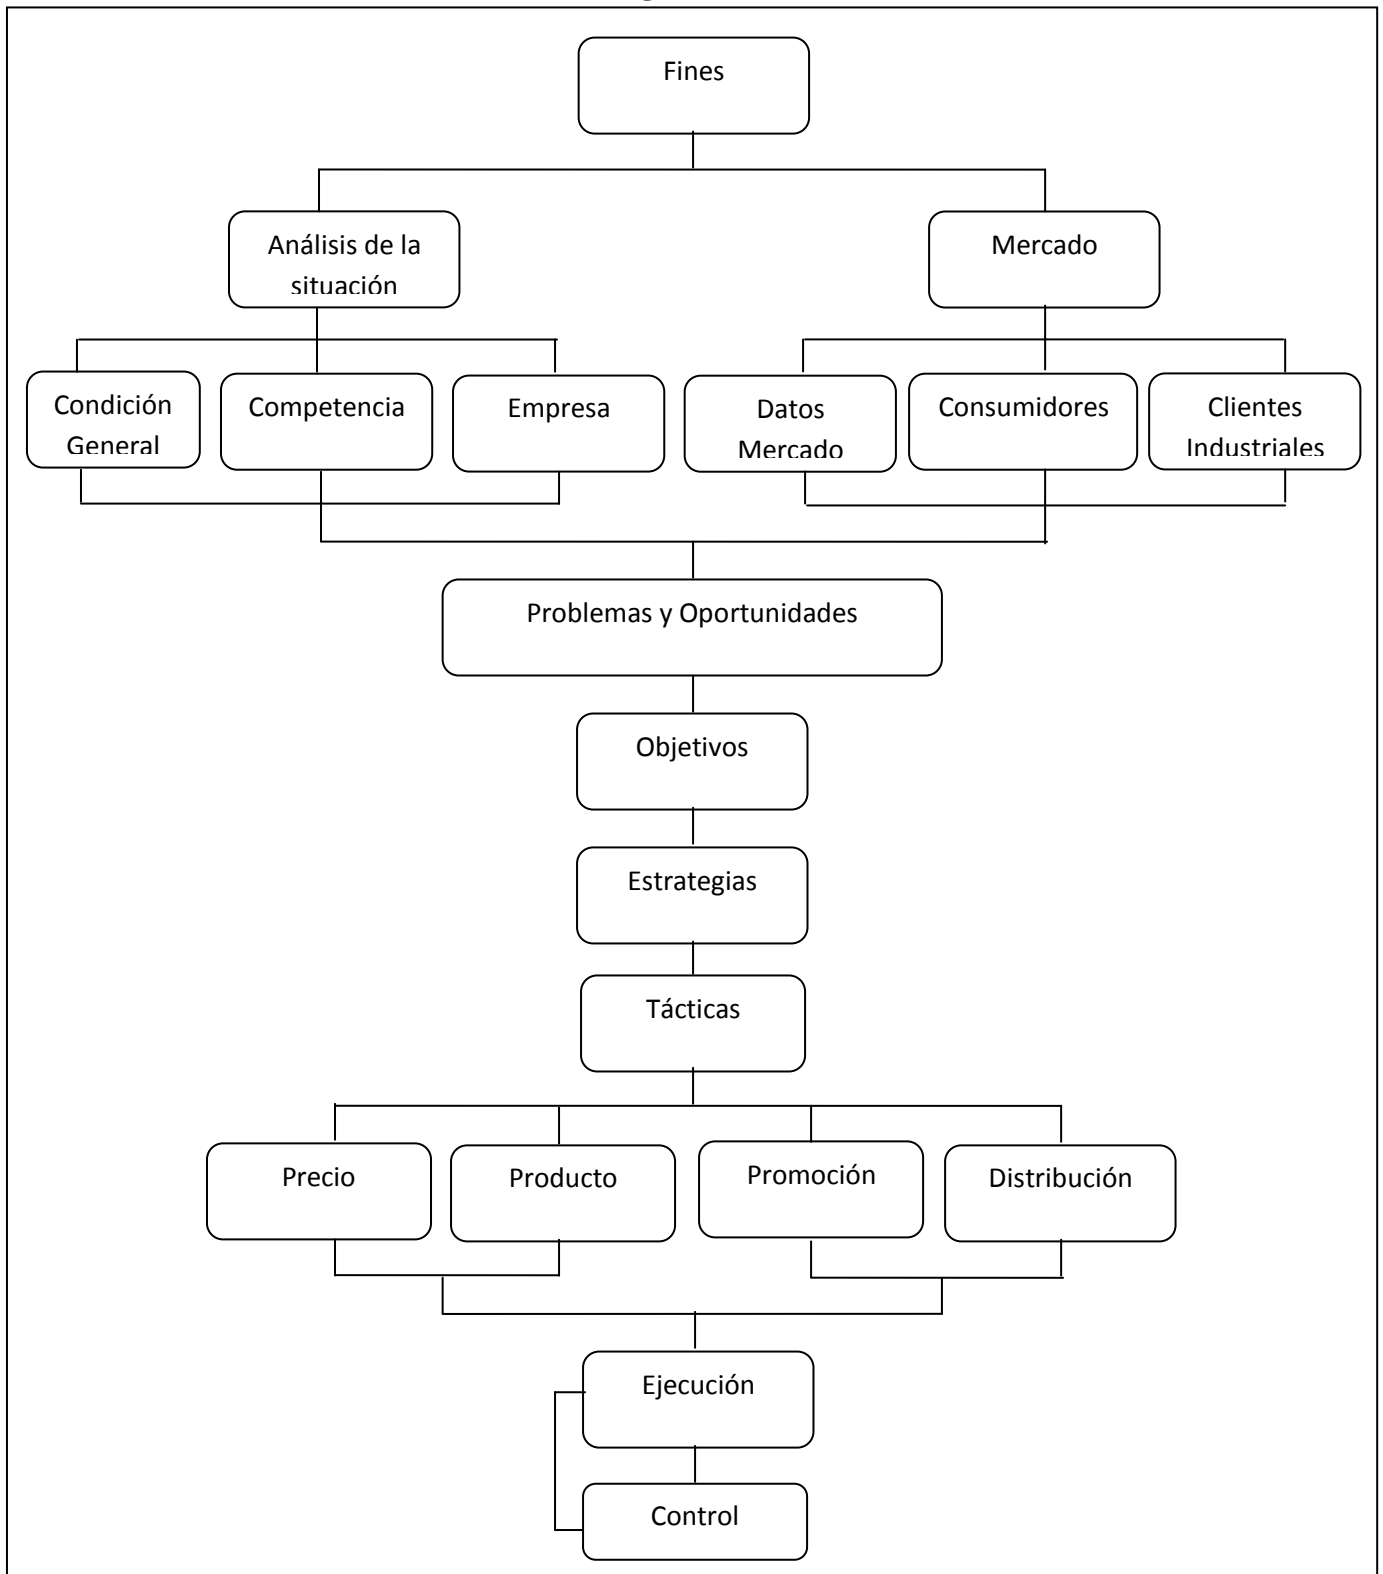 Fines
Análisis de la
situación
Mercado
Condición
General
Competencia
Empresa
Datos
Mercado
Consumidores
Clientes
Industriales
Problemas y Oportunidades
Objetivos
Estrategias
Tácticas
Precio
Producto
Promoción
Distribución
Ejecución
Control